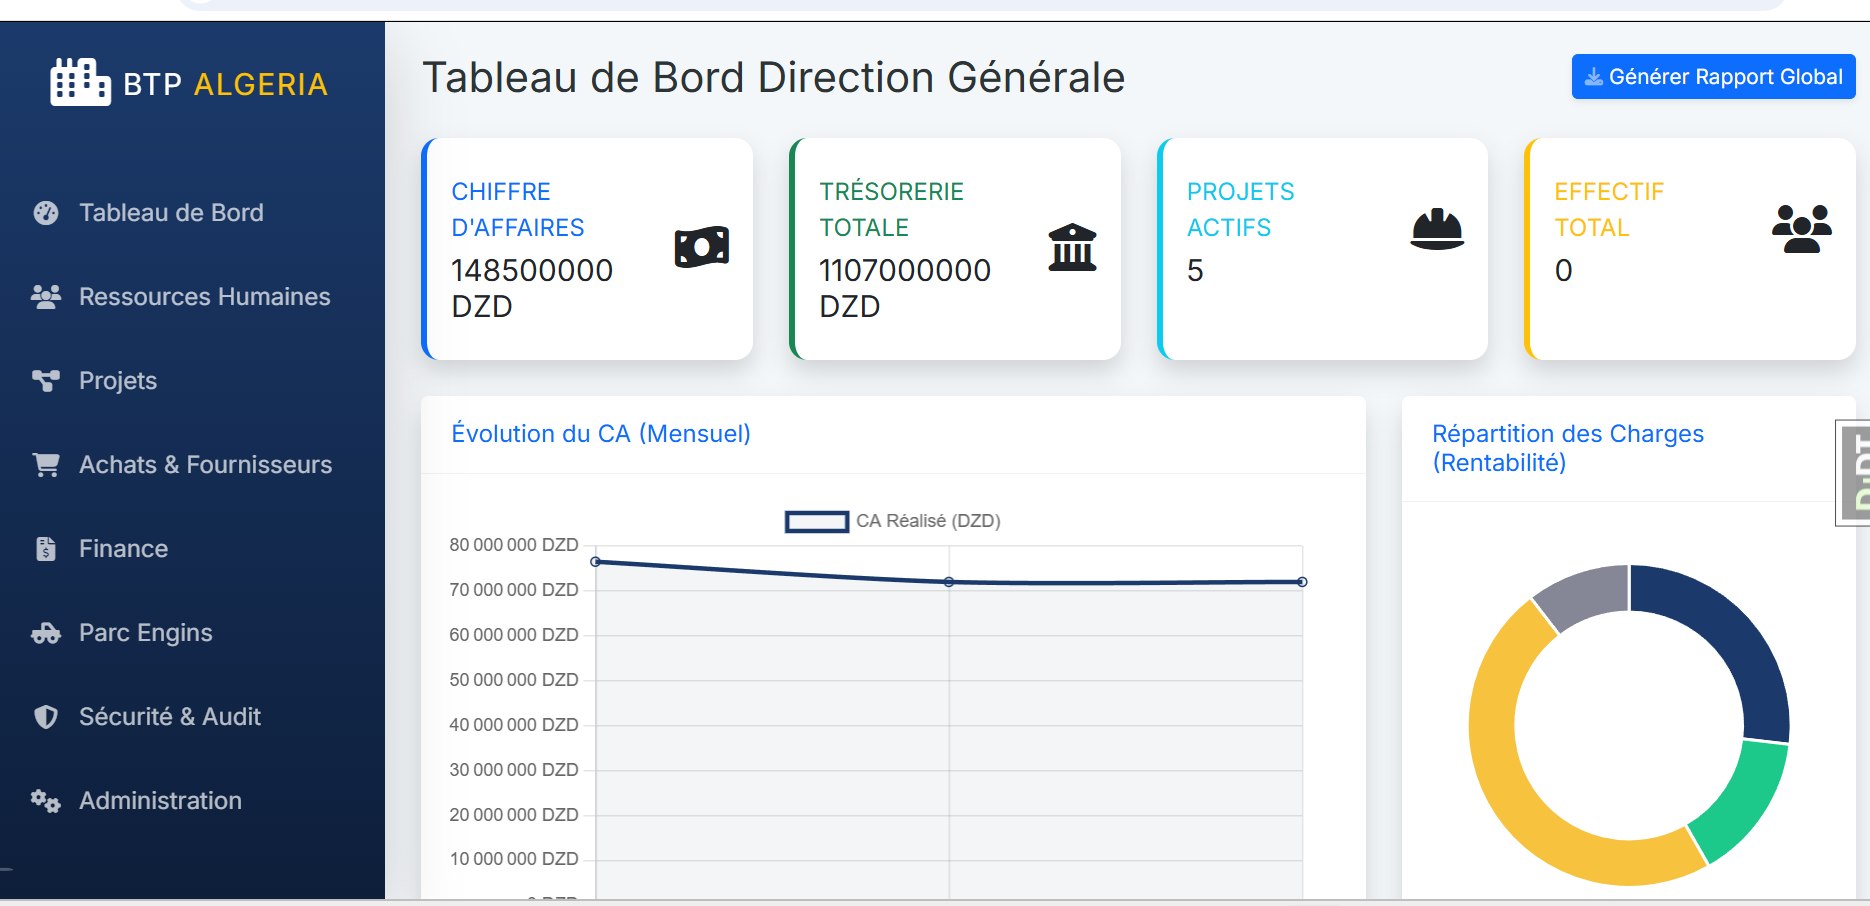 BTP ALGERIA
Tableau de Bord
Ressources Humaines
Projets
Achats & Fournisseurs
Finance
Parc Engins
Sécurité & Audit
Administration
Tableau de Bord Direction Générale
Générer Rapport Global
CHIFFRE
D'AFFAIRES
148500000
DZD
TRÉSORERIE
TOTALE
1107000000
DZD
PROJETS
ACTIFS
5
EFFECTIF
TOTAL
0
Évolution du CA (Mensuel)
CA Réalisé (DZD)
80 000 000 DZD
70 000 000 DZD
60 000 000 DZD
50 000 000 DZD
40 000 000 DZD
30 000 000 DZD
20 000 000 DZD
10 000 000 DZD
Répartition des Charges
(Rentabilité)
DjDT